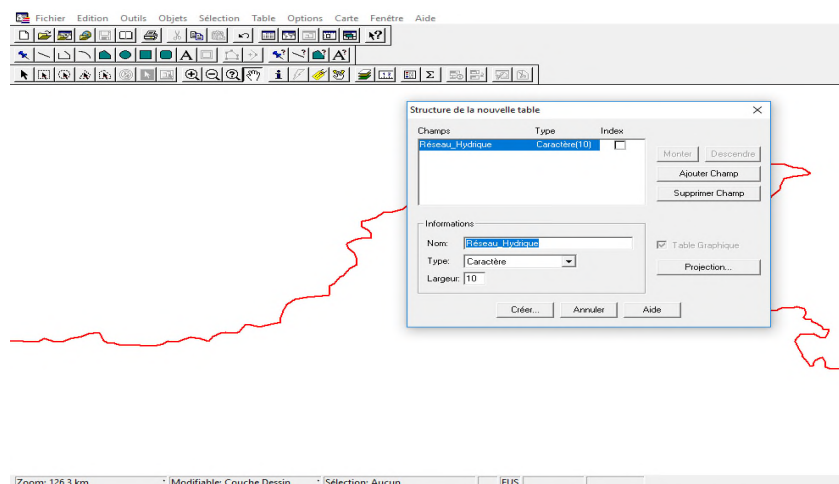 Fichier Edition Outils Objets Sélection Table Options Carte Fenêtre Aide
Structure de la nouvelle table
Champs Type Index
Réseau_Hydrique Caractère(10)
Monter Descendre
Ajouter Champ
Supprimer Champ
Informations
Nom: Réseau_Hydrique
Table Graphique
Type: Caractère
Projection...
Largeur: 10
Créer... Annuler Aide
Zoom: 126.3 km Modifiable: Couche Dessin Sélection: Aucun FUS